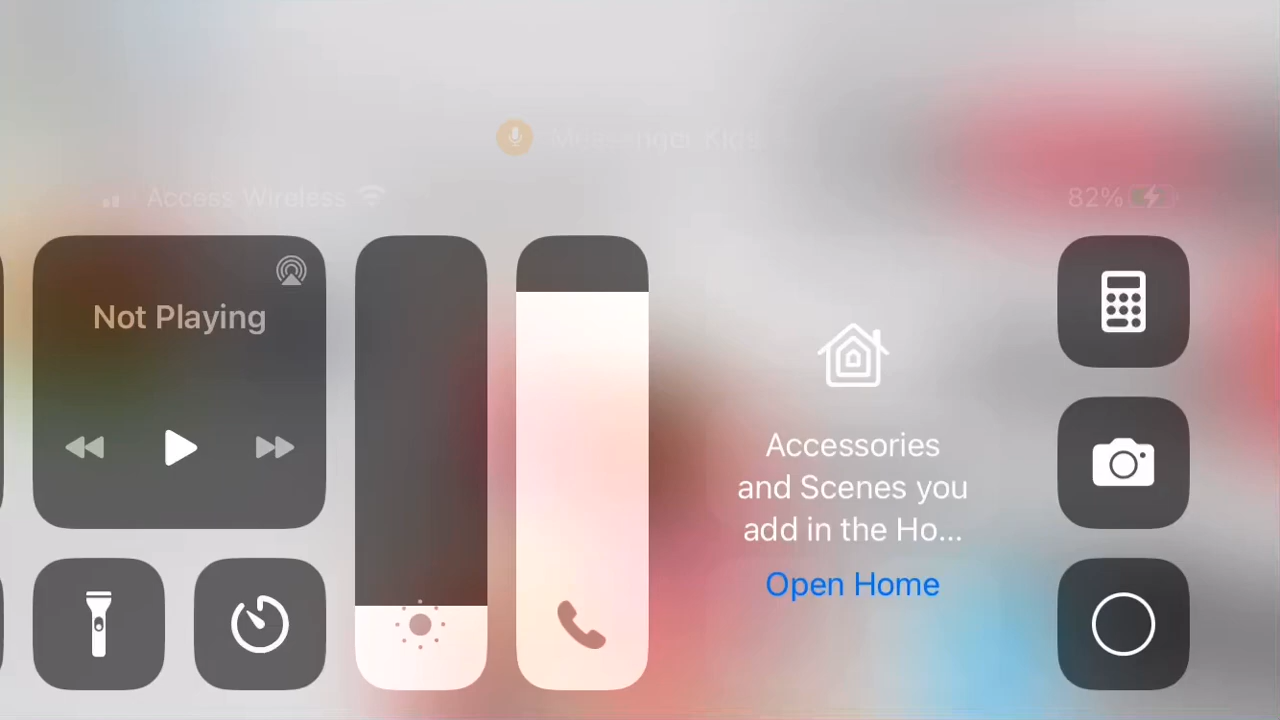 Messenger Kids
Access Wireless
82%
Not Playing
Accessories
and Scenes you
add in the Ho...
Open Home